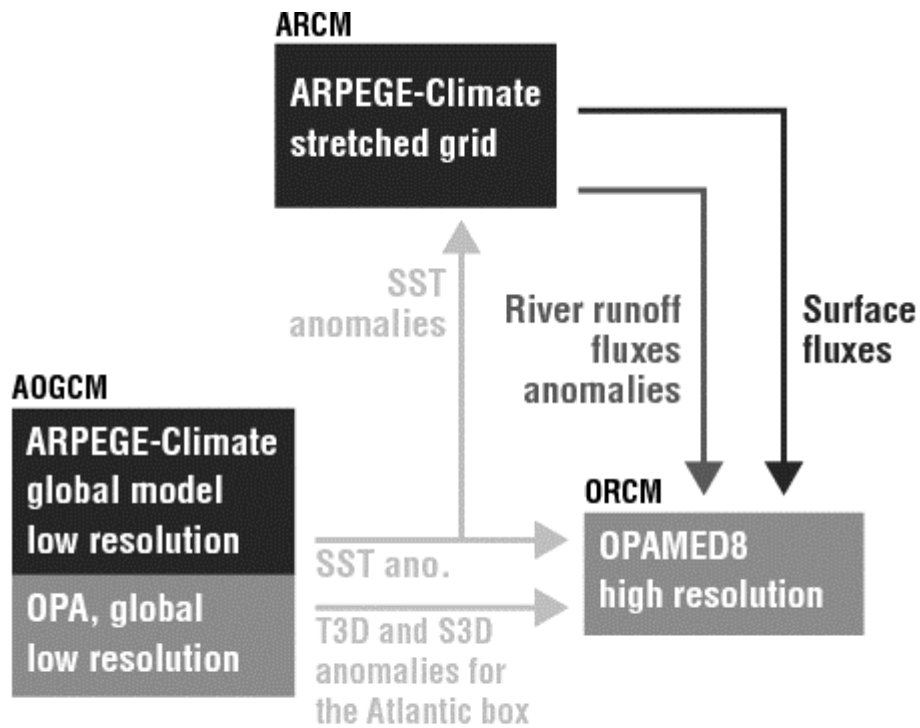 ARCM
ARPEGE-Climate
stretched grid
SST
anomalies
River runoff
fluxes
anomalies
Surface
fluxes
AOGCM
ARPEGE-Climate
global model
low resolution
OPA, global
low resolution
SST ano.
T3D and S3D
anomalies for
the Atlantic box
ORCM
OPAMED8
high resolution